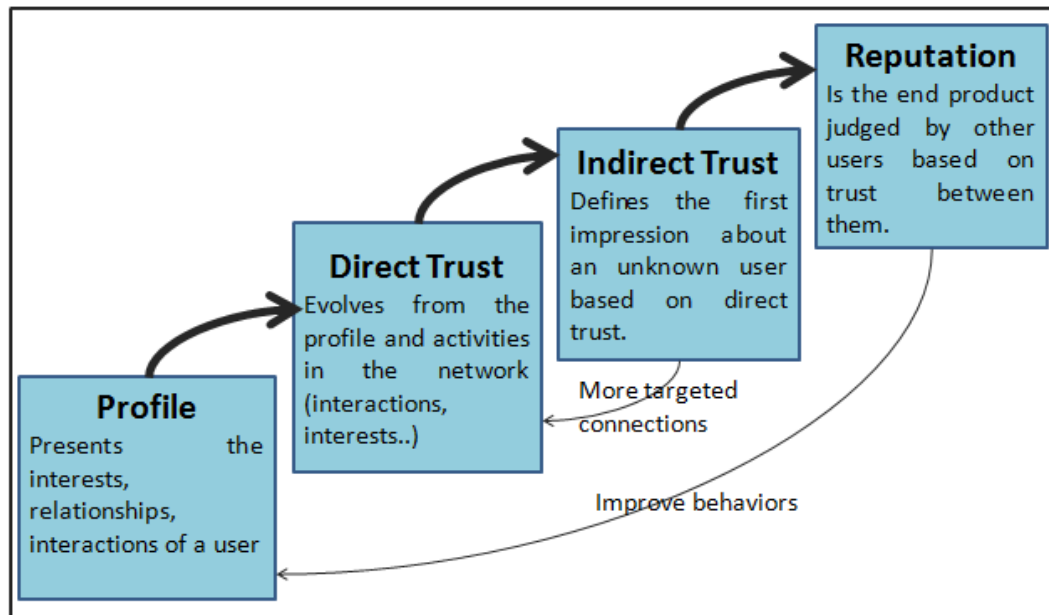 Reputation
Is the end product
judged by other
users based on
trust between
them.
Indirect Trust
Defines the first
impression about
an unknown user
based on direct
trust.
Direct Trust
Evolves from the
profile and activities
in the network
(interactions,
interests..)
Profile
Presents the
interests,
relationships,
interactions of a user
More targeted
connections
Improve behaviors